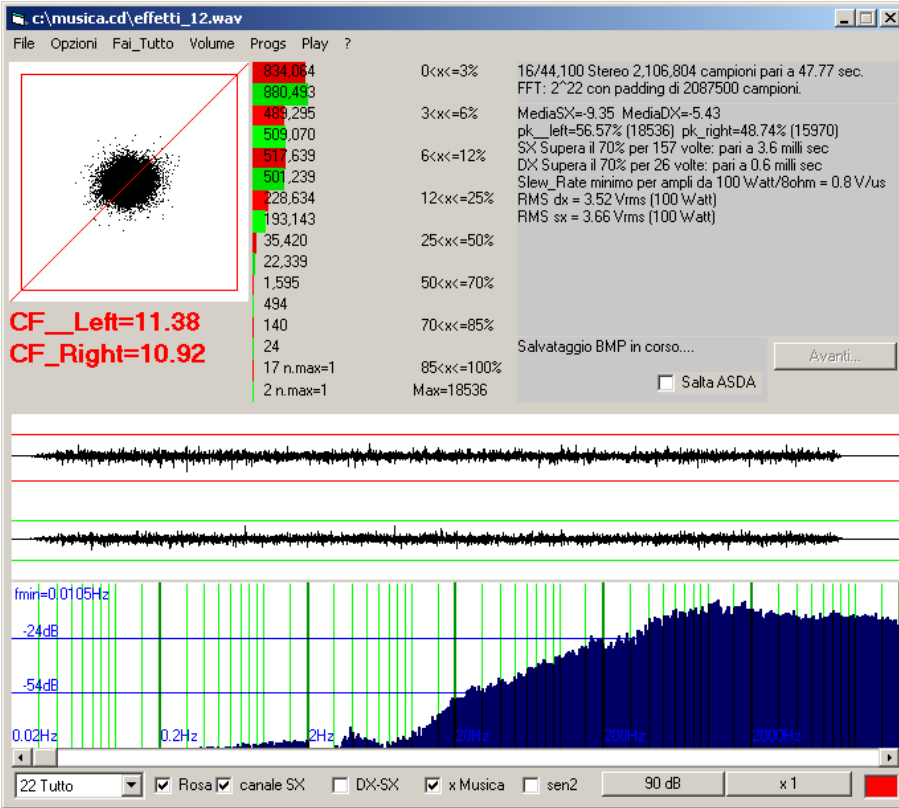 c:\musica.cd\effetti_12.wav
File Opzioni Fai_Tutto Volume Progs Play ?
834,064 0<x<=3%
880,493
489,295 3<x<=6%
509,070
517,639 6<x<=12%
501,239
228,634 12<x<=25%
193,143
35,420 25<x<=50%
22,339
1,595 50<x<=70%
494
140 70<x<=85%
24
17 n.max=1 85<x<=100%
2 n.max=1 Max=18536
16/44,100 Stereo 2,106,804 campioni pari a 47.77 sec.
FFT: 2^22 con padding di 2087500 campioni.
MediaSX=-9.35 MediaDX=-5.43
pk__left=56.57% (18536) pk_right=48.74% (15970)
SX Supera il 70% per 157 volte: pari a 3.6 milli sec
DX Supera il 70% per 26 volte: pari a 0.6 milli sec
Slew_Rate minimo per ampli da 100 Watt/8ohm = 0.8 V/us
RMS dx = 3.52 Vrms (100 Watt)
RMS sx = 3.66 Vrms (100 Watt)
CF__Left=11.38
CF_Right=10.92
Salvataggio BMP in corso....
Avanti...
Salta ASDA
fmin=0.0105Hz
-24dB
-54dB
0.02Hz 0.2Hz 2Hz 20Hz 200Hz 2000Hz
22 Tutto Rosa canale SX DX-SX x Musica sen2 90 dB x 1